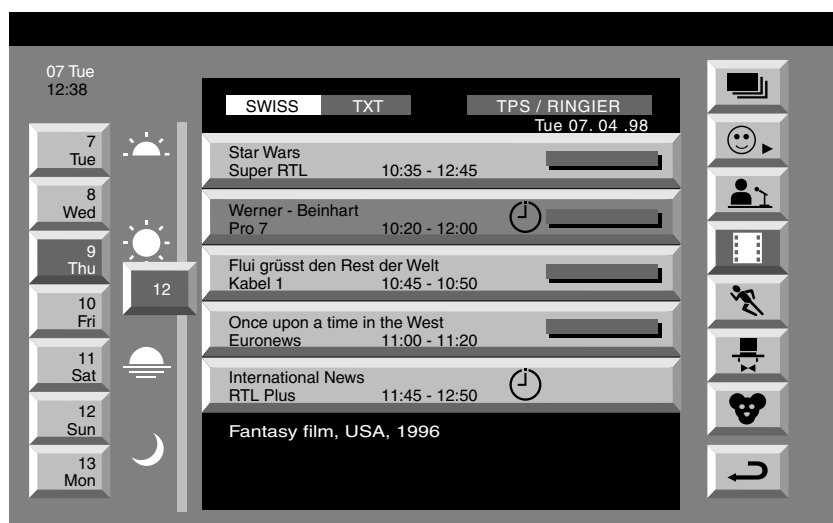 07 Tue
12:38
SWISS TXT TPS / RINGIER
Tue 07. 04 .98
7
Tue
8
Wed
9
Thu
10
Fri
11
Sat
12
Sun
13
Mon
12
Star Wars
Super RTL 10:35 - 12:45
Werner - Beinhart
Pro 7 10:20 - 12:00
Flui grüsst den Rest der Welt
Kabel 1 10:45 - 10:50
Once upon a time in the West
Euronews 11:00 - 11:20
International News
RTL Plus 11:45 - 12:50
Fantasy film, USA, 1996